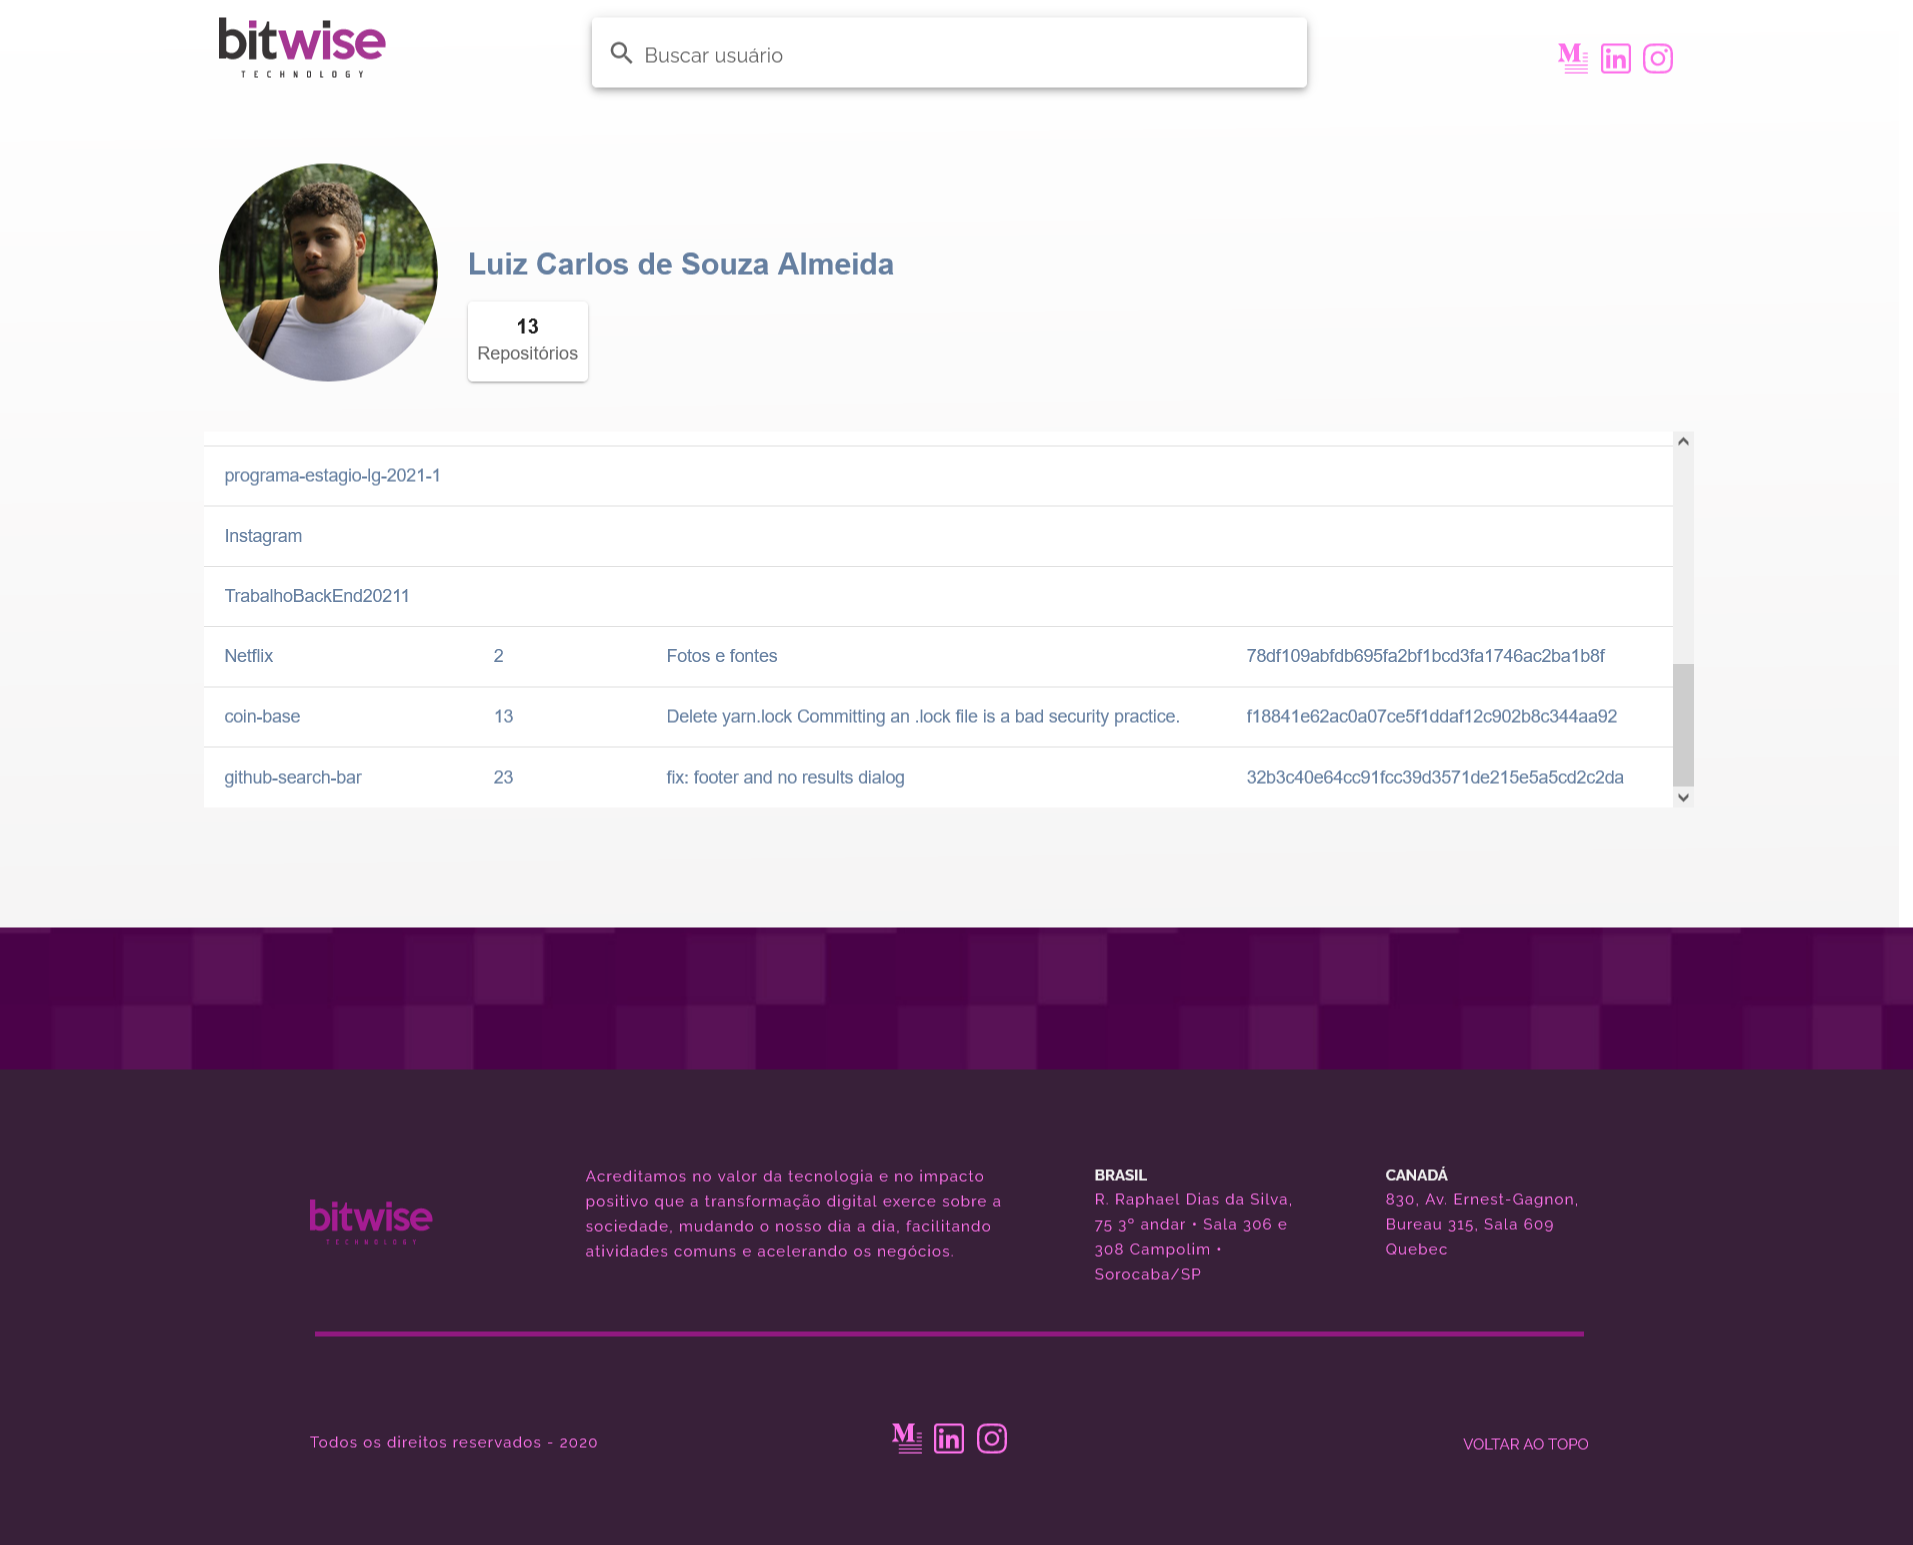 bitwise
TECHNOLOGY
Buscar usuário
Luiz Carlos de Souza Almeida
13
Repositórios
programa-estagio-lg-2021-1
Instagram
TrabalhoBackEnd20211
Netflix 2 Fotos e fontes 78df109abfdb695fa2bf1bcd3fa1746ac2ba1b8f
coin-base 13 Delete yarn.lock Committing an .lock file is a bad security practice. f18841e62ac0a07ce5f1ddaf12c902b8c344aa92
github-search-bar 23 fix: footer and no results dialog 32b3c40e64cc91fcc39d3571de215e5a5cd2c2da
bitwise
TECHNOLOGY
Acreditamos no valor da tecnologia e no impacto
positivo que a transformação digital exerce sobre a
sociedade, mudando o nosso dia a dia, facilitando
atividades comuns e acelerando os negócios.
BRASIL
R. Raphael Dias da Silva,
75 3º andar • Sala 306 e
308 Campolim •
Sorocaba/SP
CANADÁ
830, Av. Ernest-Gagnon,
Bureau 315, Sala 609
Quebec
Todos os direitos reservados - 2020
VOLTAR AO TOPO